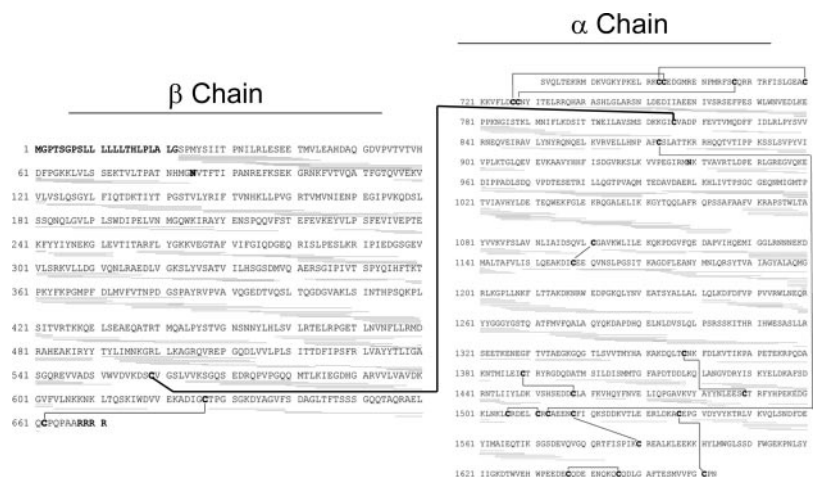 β Chain
1 MGPTSGPSLL LLLLTHLPLA LGSPMYSIIT PNILRLESEE TMVLEAHDAQ GDVPVTVTVH
61 DFPGKKLVLS SEKTVLTPAT NHMGNVTFTI PANREFKSEK GRNKFVTVQA TFGTQVVEKV
121 VLVSLQSGYL FIQTDKTIYT PGSTVLYRIF TVNHKLLPVG RTVMVNIENP EGIPVKQDSL
181 SSQNQLGVLP LSWDIPELVN MGQWKIRAYY ENSPQQVFST EFEVKEYVLP SFEVIVEPTE
241 KFYYIYNEKG LEVTITARFL YGKKVEGTAF VIFGIQDGEQ RISLPESLKR IPIEDGSGEV
301 VLSRKVLLDG VQNLRAEDLV GKSLYVSATV ILHSGSDMVQ AERSGIPIVT SPYQIHFTKT
361 PKYFKPGMPF DLMVFVTNPD GSPAYRVPVA VQGEDTVQSL TQGDGVAKLS INTHPSQKPL
421 SITVRTKKQE LSEAEQATRT MQALPYSTVG NSNNYLHLSV LRTELRPGET LNVNFLLRMD
481 RAHEAKIRYY TYLIMNKGRL LKAGRQVREP GQDLVVLPLS ITTDFIPSFR LVAYYTLIGA
541 SGQREVVADS VWVDVKDSCV GSLVVKSGQS EDRQPVPGQQ MTLKIEGDHG ARVVLVAVDK
601 GVFVLNKKNK LTQSKIWDVV EKADIGCTPG SGKDYAGVFS DAGLTFTSSS GQQTAQRAEL
661 QCPQPAARRR R
α Chain
SVQLTEKRM DKVGKYPKEL RKCCEDGMRE NPMRFSCQRR TRFISLGEAC
721 KKVFLDCCNY ITELRRQHAR ASHLGLARSN LDEDIIAEEN IVSRSEFPES WLWNVEDLKE
781 PPKNGISTKL MNIFLKDSIT TWEILAVSMS DKKGICVADP FEVTVMQDFF IDLRLPYSVV
841 RNEQVEIRAV LYNYRQNQEL KVRVELLHNP AFCSLATTKR RHQQTVTIPP KSSLSVPYVI
901 VPLKTGLQEV EVKAAVYHHF ISDGVRKSLK VVPEGIRMNK TVAVRTLDPE RLGREGVQKE
961 DIPPADLSDQ VPDTESETRI LLQGTPVAQM TEDAVDAERL KHLIVTPSGC GEQNMIGMTP
1021 TVIAVHYLDE TEQWEKFGLE KRQGALELIK KGYTQQLAFR QPSSAFAAFV KRAPSTWLTA
1081 YVVKVFSLAV NLIAIDSQVL CGAVKWLILE KQKPDGVFQE DAPVIHQEMI GGLRNNNEKD
1141 MALTAFVLIS LQEAKDICEE QVNSLPGSIT KAGDFLEANY MNLQRSYTVA IAGYALAQMG
1201 RLKGPLLNKF LTTAKDKNRW EDPGKQLYNV EATSYALLAL LQLKDFDFVP PVVRWLNEQR
1261 YYGGGYGSTQ ATFMVFQALA QYQKDAPDHQ ELNLDVSLQL PSRSSKITHR IHWESASLLR
1321 SEETKENEGF TVTAEGKGQG TLSVVTMYHA KAKDQLTCNK FDLKVTIKPA PETEKRPQDA
1381 KNTMILEICT RYRGDQDATM SILDISMMTG FAPDTDDLKQ LANGVDRYIS KYELDKAFSD
1441 RNTLIIYLDK VSHSEDDCLA FKVHQYFNVE LIQPGAVKVY AYYNLEESCT RFYHPEKEDG
1501 KLNKLCRDEL CRCAEENCFI QKSDDKVTLE ERLDKACEPG VDYVYKTRLV KVQLSNDFDE
1561 YIMAIEQTIK SGSDEVQVGQ QRTFISPIKC REALKLEEKK HYLMWGLSSD FWGEKPNLSY
1621 IIGKDTWVEH WPEEDECQDE ENQKQCQDLG AFTESMVVFG CPN